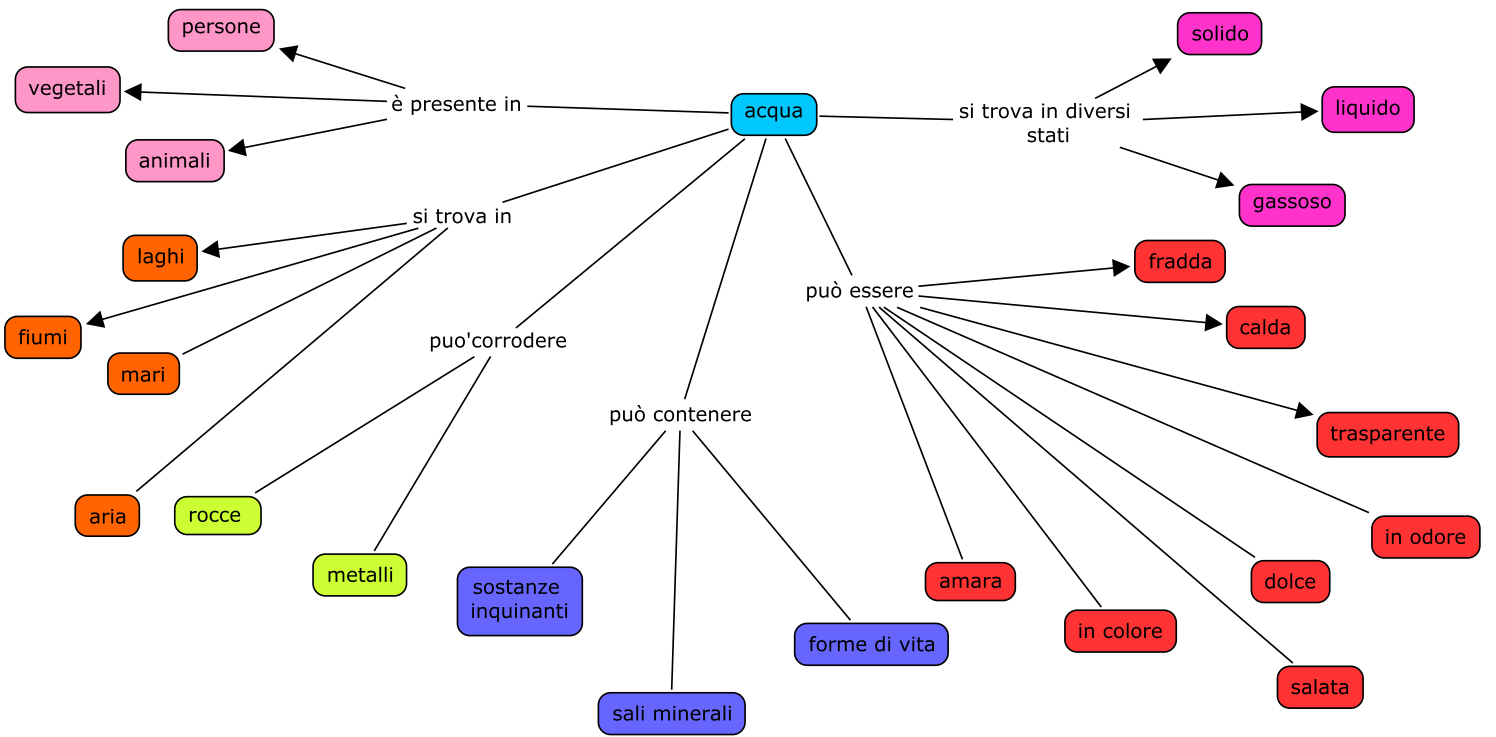 persone
solido
vegetali
è presente in
acqua
si trova in diversi
stati
liquido
animali
gassoso
si trova in
laghi
fradda
può essere
fiumi
calda
puo'corrodere
mari
può contenere
trasparente
aria
rocce
in odore
metalli
sostanze
inquinanti
amara
dolce
in colore
forme di vita
salata
sali minerali